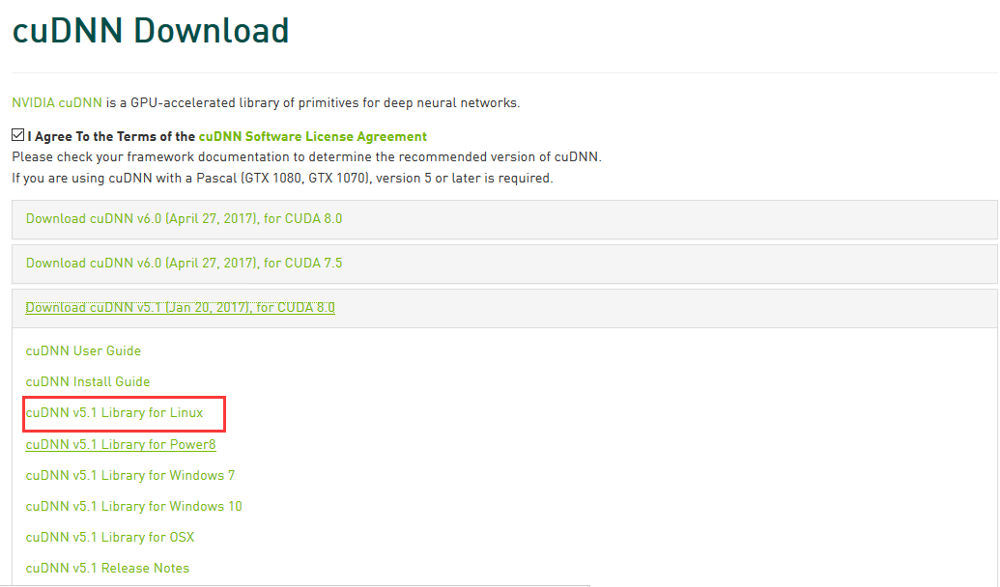 cuDNN Download
NVIDIA cuDNN is a GPU-accelerated library of primitives for deep neural networks.
I Agree To the Terms of the cuDNN Software License Agreement
Please check your framework documentation to determine the recommended version of cuDNN.
If you are using cuDNN with a Pascal (GTX 1080, GTX 1070), version 5 or later is required.
Download cuDNN v6.0 (April 27, 2017), for CUDA 8.0
Download cuDNN v6.0 (April 27, 2017), for CUDA 7.5
Download cuDNN v5.1 (Jan 20, 2017), for CUDA 8.0
cuDNN User Guide
cuDNN Install Guide
cuDNN v5.1 Library for Linux
cuDNN v5.1 Library for Power8
cuDNN v5.1 Library for Windows 7
cuDNN v5.1 Library for Windows 10
cuDNN v5.1 Library for OSX
cuDNN v5.1 Release Notes